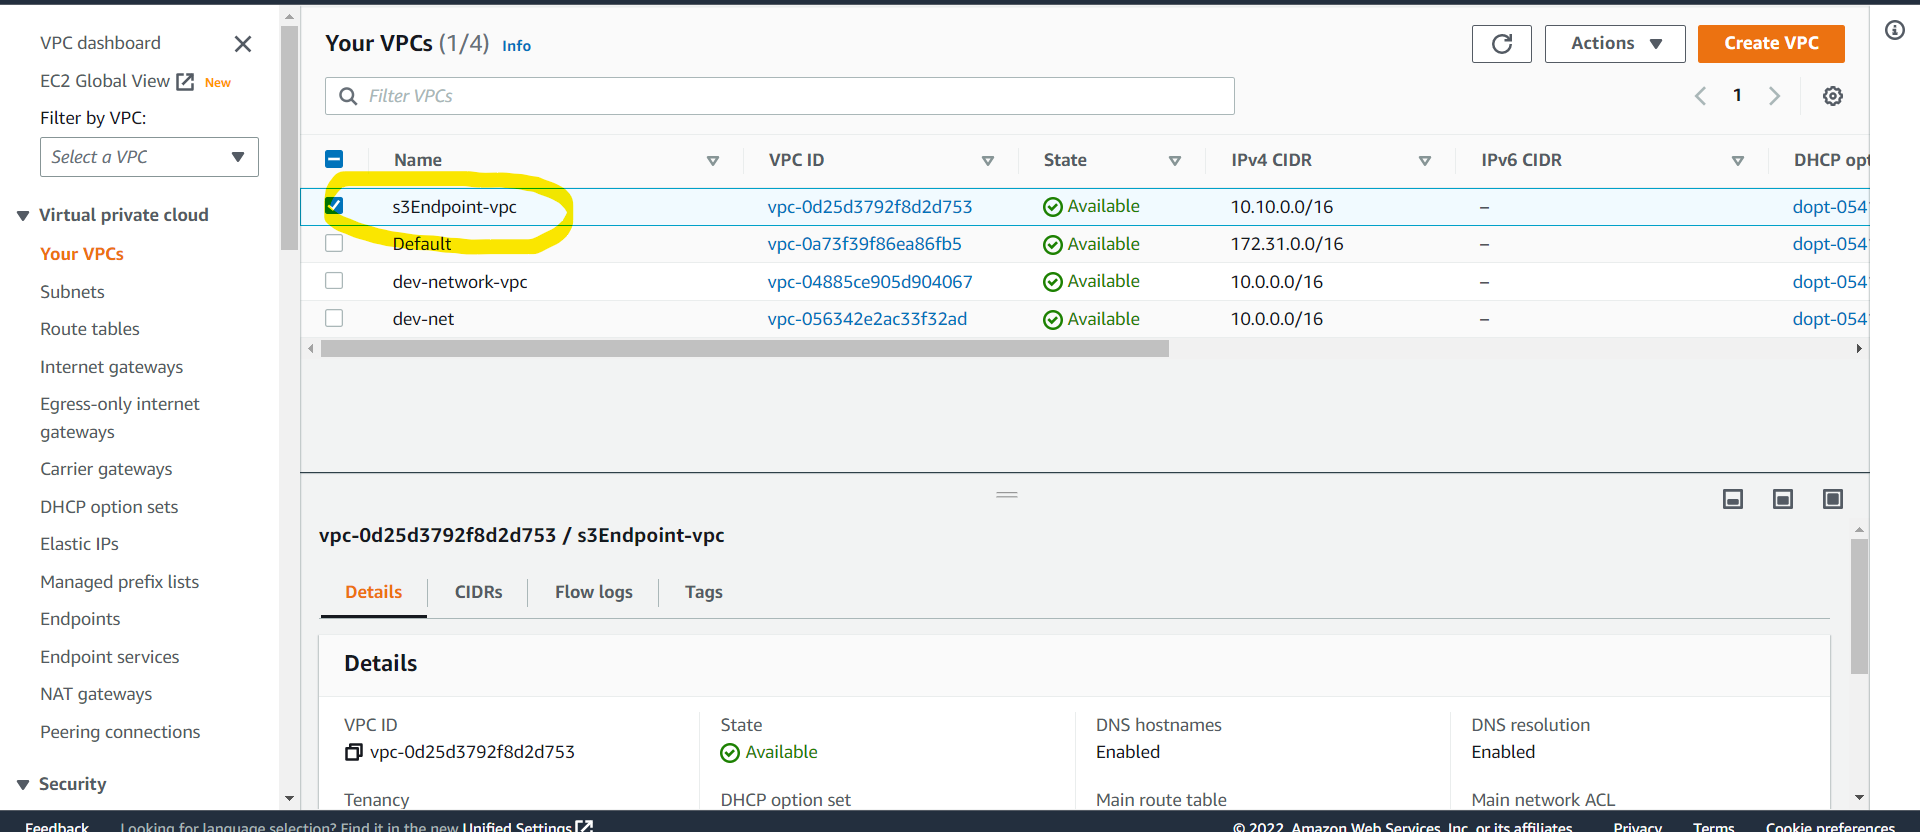 VPC dashboard
EC2 Global View New
Filter by VPC:
Select a VPC
Virtual private cloud
Your VPCs
Subnets
Route tables
Internet gateways
Egress-only internet
gateways
Carrier gateways
DHCP option sets
Elastic IPs
Managed prefix lists
Endpoints
Endpoint services
NAT gateways
Peering connections
Security
Your VPCs (1/4) Info
Actions
Create VPC
Filter VPCs
1
Name VPC ID State IPv4 CIDR IPv6 CIDR DHCP opt
s3Endpoint-vpc vpc-0d25d3792f8d2d753 Available 10.10.0.0/16 – dopt-054
Default vpc-0a73f39f86ea86fb5 Available 172.31.0.0/16 – dopt-054
dev-network-vpc vpc-04885ce905d904067 Available 10.0.0.0/16 – dopt-054
dev-net vpc-056342e2ac33f32ad Available 10.0.0.0/16 – dopt-054
vpc-0d25d3792f8d2d753 / s3Endpoint-vpc
Details CIDRs Flow logs Tags
Details
VPC ID State DNS hostnames DNS resolution
vpc-0d25d3792f8d2d753 Available Enabled Enabled
Tenancy DHCP option set Main route table Main network ACL
Feedback Looking for language selection? Find it in the new Unified Settings © 2022, Amazon Web Services, Inc. or its affiliates. Privacy Terms Cookie preferences